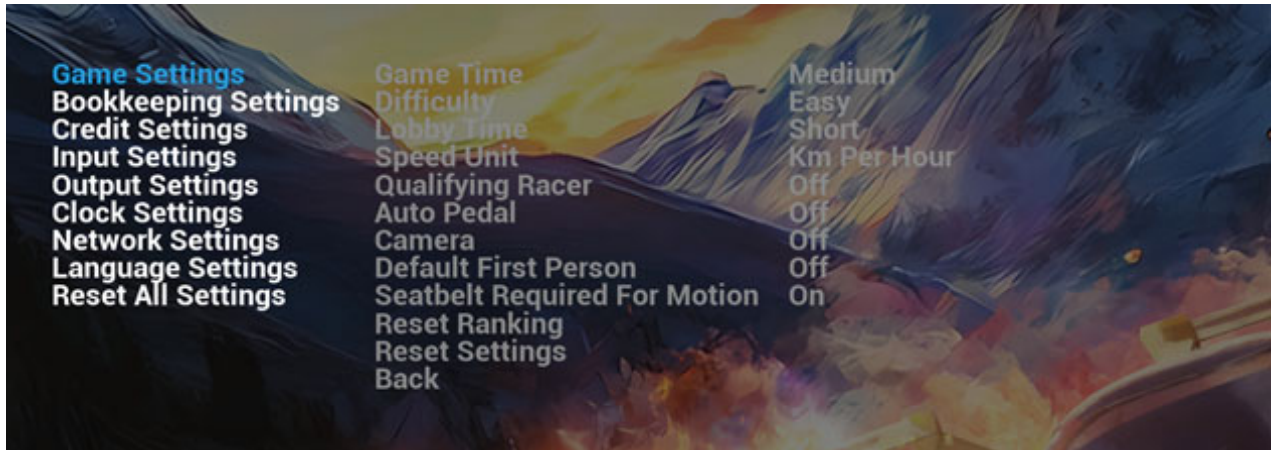 Game Settings Game Time Medium
Bookkeeping Settings Difficulty Easy
Credit Settings Lobby Time Short
Input Settings Speed Unit Km Per Hour
Output Settings Qualifying Racer Off
Clock Settings Auto Pedal Off
Network Settings Camera Off
Language Settings Default First Person Off
Reset All Settings Seatbelt Required For Motion On
Reset Ranking
Reset Settings
Back